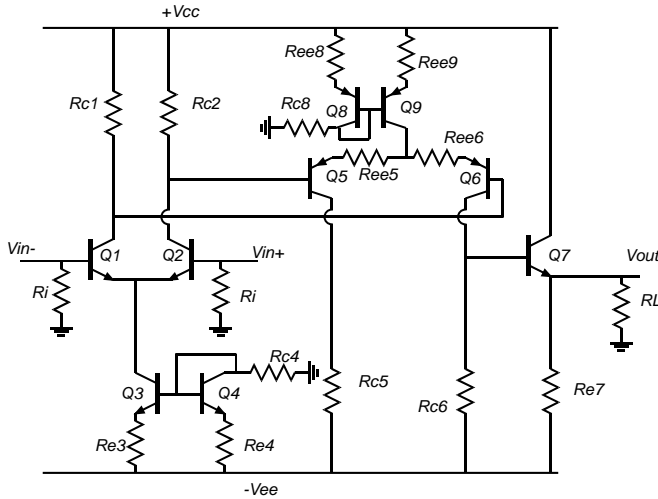 +Vcc
Ree8
Ree9
Rc1
Rc2
Rc8
Q8
Q9
Ree6
Q5
Ree5
Q6
Vin-
Q1
Q2
Vin+
Q7
Vout
Ri
Ri
RL
Rc4
Q3
Q4
Rc5
Rc6
Re7
Re3
Re4
-Vee